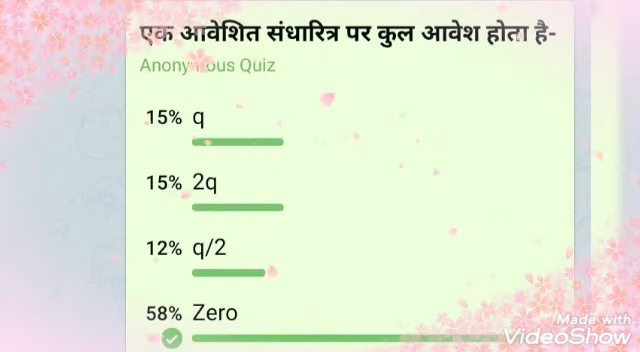 एक आवेशित संधारित्र पर कुल आवेश होता है-
Anonymous Quiz
15% q
15% 2q
12% q/2
58% Zero
Made with
VideoShow